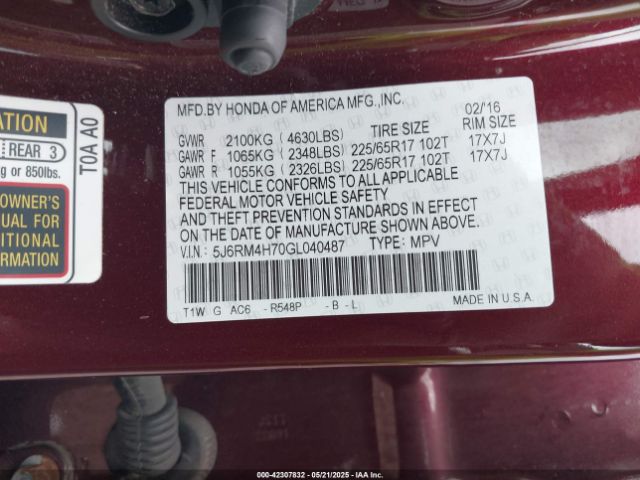 MFD.BY HONDA OF AMERICA MFG.,INC.
02/'16
GVWR 2100KG ( 4630LBS) TIRE SIZE RIM SIZE
GAWR F 1065KG ( 2348LBS) 225/65R17 102T 17X7J
GAWR R 1055KG ( 2326LBS) 225/65R17 102T 17X7J
THIS VEHICLE CONFORMS TO ALL APPLICABLE
FEDERAL MOTOR VEHICLE SAFETY
AND THEFT PREVENTION STANDARDS IN EFFECT
ON THE DATE OF MANUFACTURE SHOWN ABOVE.
V.I.N.: 5J6RM4H70GL040487 TYPE: MPV
T1W G AC6 -R548P -B-L MADE IN U.S.A.
ATION
REAR 3
g or 850lbs.
OWNER'S
UAL FOR
DITIONAL
FORMATION
T0A A0
00-42307832 - 05/21/2025 - IAA Inc.